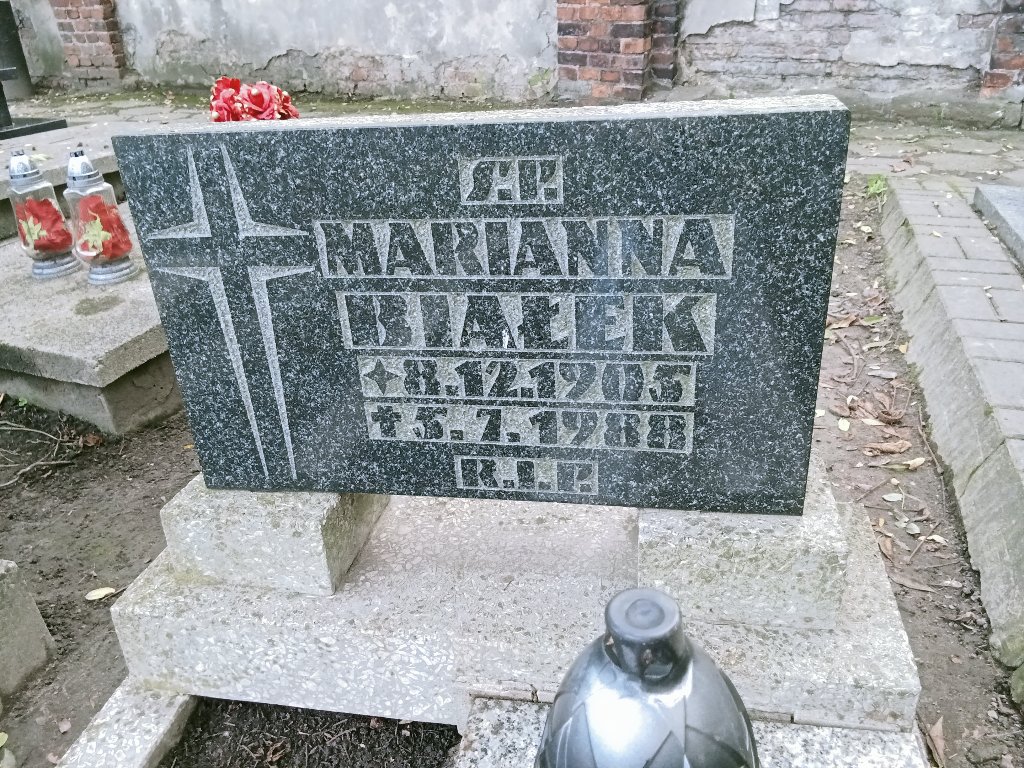 Ś.P.
MARIANNA
BIAŁEK
8.12.1905
5.7.1988
R.I.P.